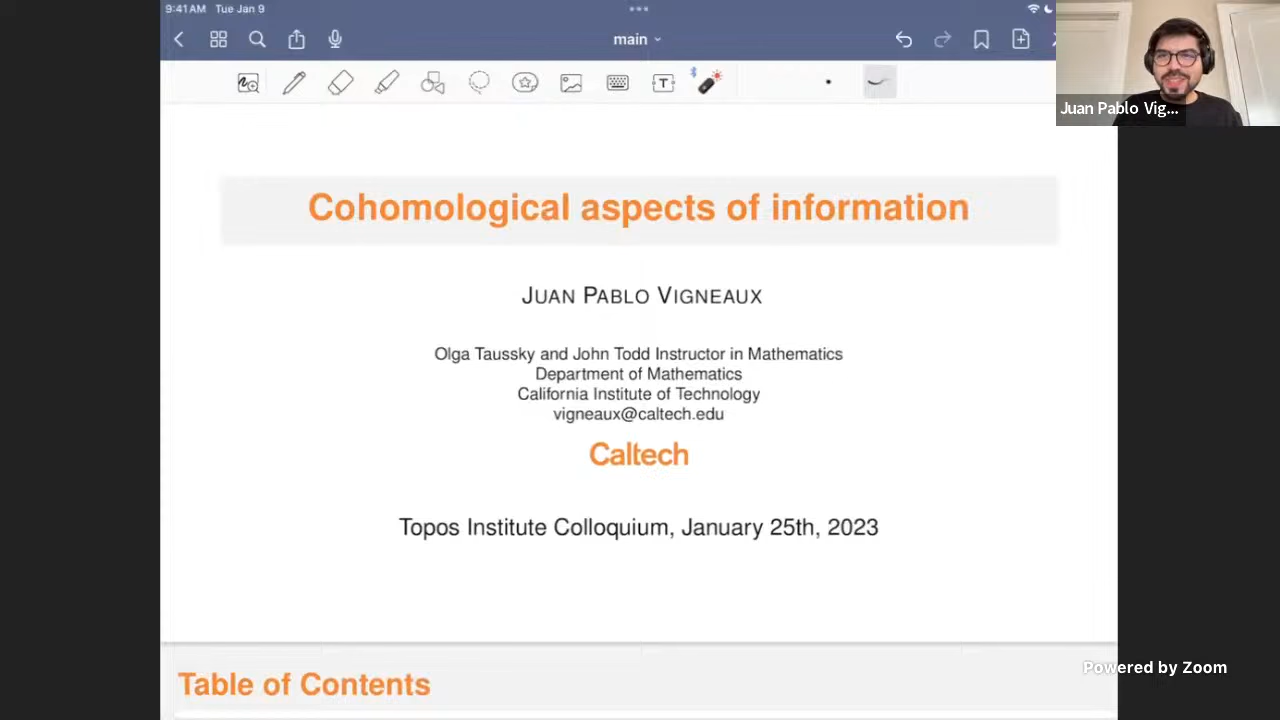 9:41AM Tue Jan 9
main
Juan Pablo Vig...
Cohomological aspects of information
JUAN PABLO VIGNEAUX
Olga Taussky and John Todd Instructor in Mathematics
Department of Mathematics
California Institute of Technology
vigneaux@caltech.edu
Caltech
Topos Institute Colloquium, January 25th, 2023
Powered by Zoom
Table of Contents